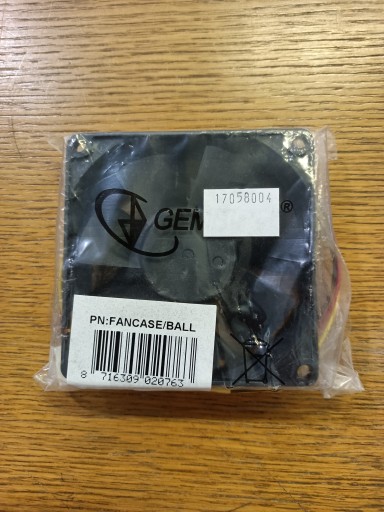 17058004
GEM
®
PN:FANCASE/BALL
8 716309 020763